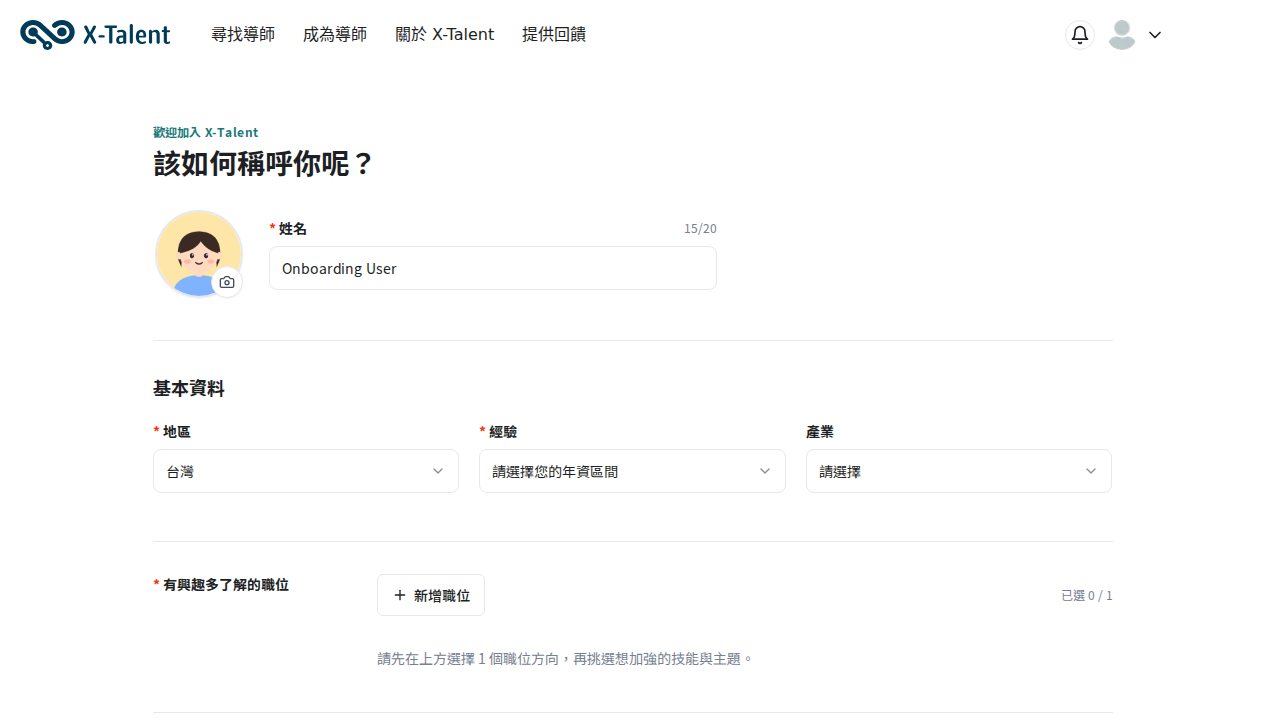 X-Talent
尋找導師 成為導師 關於 X-Talent 提供回饋
歡迎加入 X-Talent
該如何稱呼你呢？
* 姓名 15/20
Onboarding User
基本資料
* 地區 * 經驗 產業
台灣 請選擇您的年資區間 請選擇
* 有興趣多了解的職位 + 新增職位 已選 0 / 1
請先在上方選擇 1 個職位方向，再挑選想加強的技能與主題。